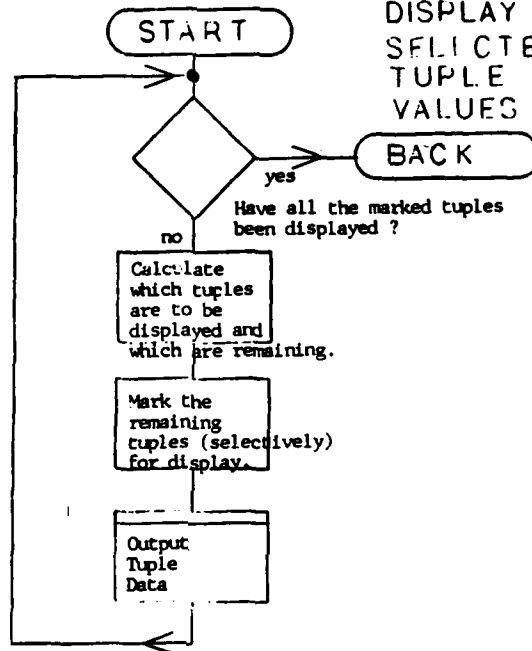 START
DISPLAY
SELICTE
TUPLE
VALUES
BACK
yes
Have all the marked tuples
been displayed ?
no
Calculate
which tuples
are to be
displayed and
which are remaining.
Mark the
remaining
tuples (selectively)
for display.
Output
Tuple
Data